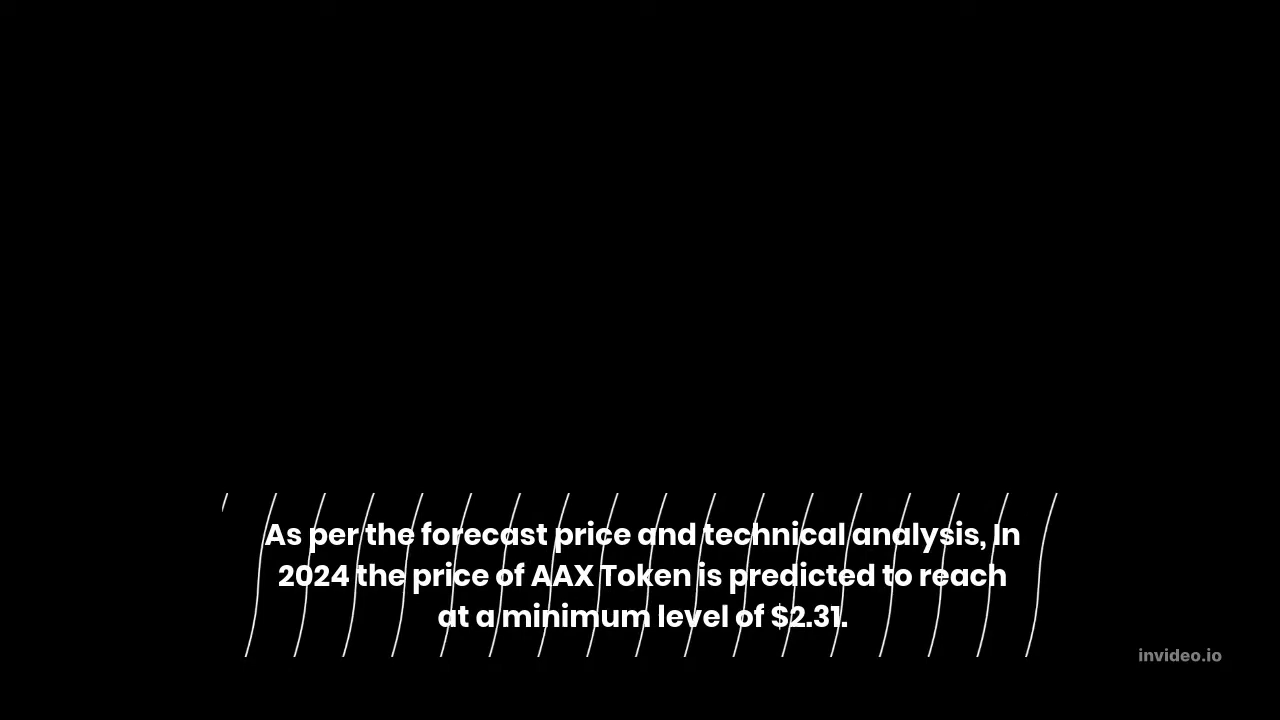 As per the forecast price and technical analysis, In
2024 the price of AAX Token is predicted to reach
at a minimum level of $2.31.
invideo.io